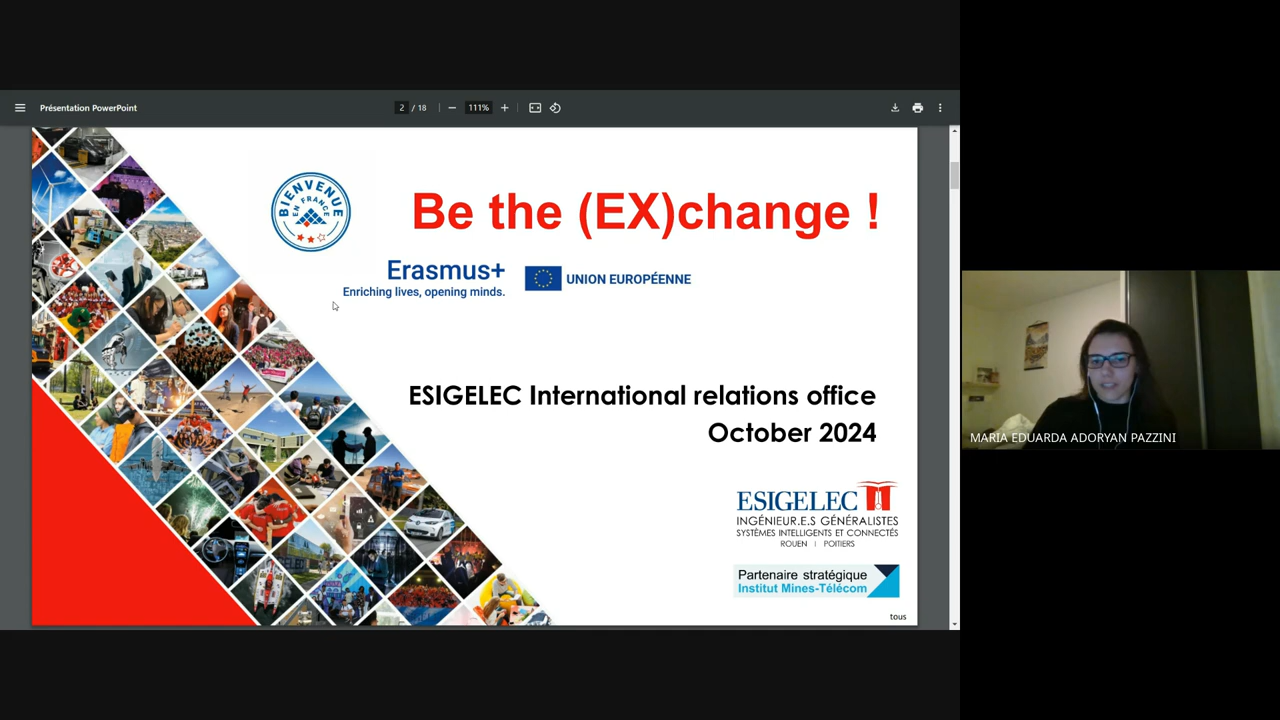 Présentation PowerPoint
2 / 18
111%
BIENVENUE
EN FRANCE
Be the (EX)change !
Erasmus+
Enriching lives, opening minds.
UNION EUROPÉENNE
ESIGELEC International relations office
October 2024
ESIGELEC
INGÉNIEUR.E.S GÉNÉRALISTES
SYSTÈMES INTELLIGENTS ET CONNECTÉS
ROUEN | POITIERS
Partenaire stratégique
Institut Mines-Télécom
tous
MARIA EDUARDA ADORYAN PAZZINI